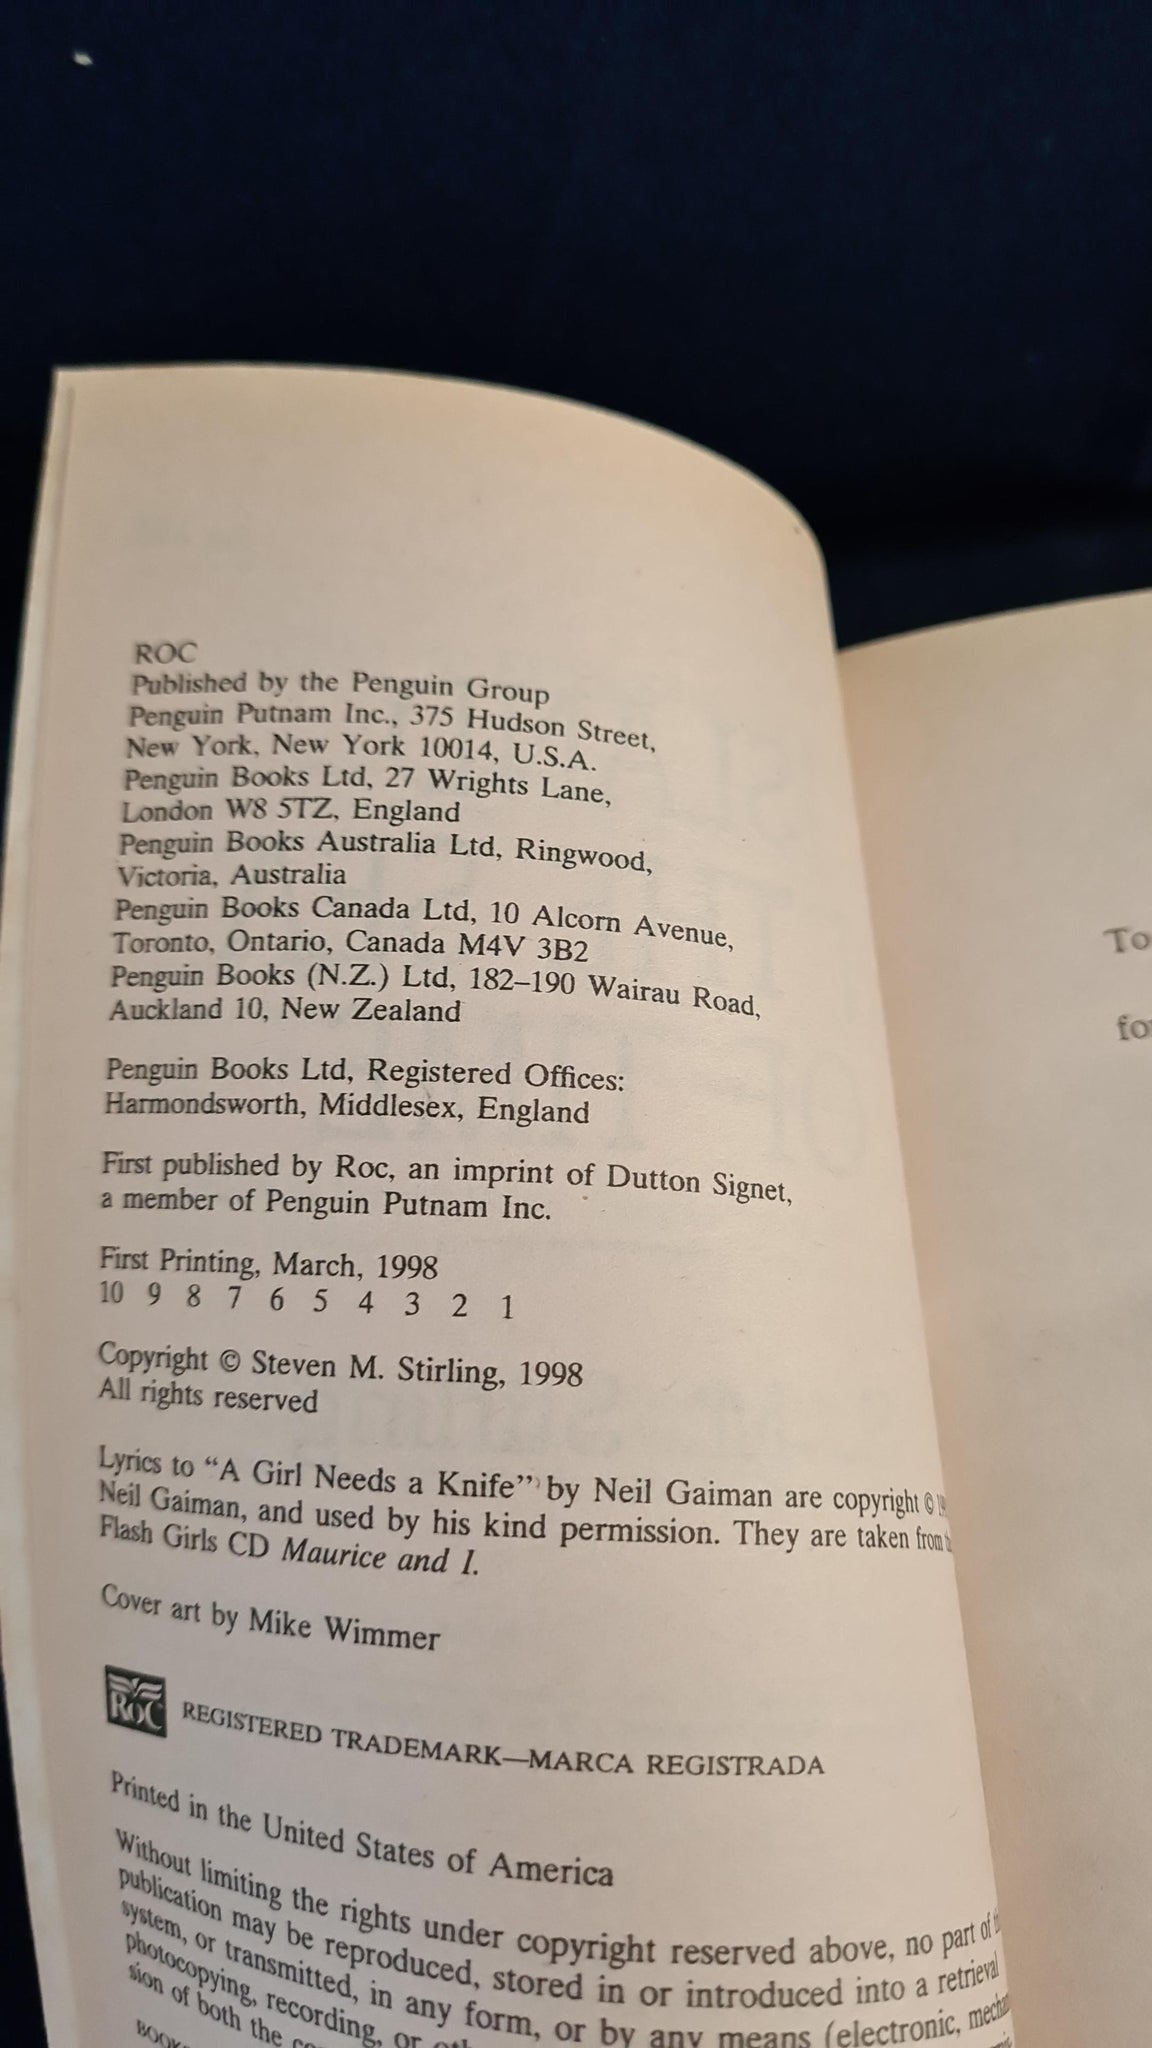 ROC
Published by the Penguin Group
Penguin Putnam Inc., 375 Hudson Street,
New York, New York 10014, U.S.A.
Penguin Books Ltd, 27 Wrights Lane,
London W8 5TZ, England
Penguin Books Australia Ltd, Ringwood,
Victoria, Australia
Penguin Books Canada Ltd, 10 Alcorn Avenue,
Toronto, Ontario, Canada M4V 3B2
Penguin Books (N.Z.) Ltd, 182–190 Wairau Road,
Auckland 10, New Zealand
Penguin Books Ltd, Registered Offices:
Harmondsworth, Middlesex, England
First published by Roc, an imprint of Dutton Signet,
a member of Penguin Putnam Inc.
First Printing, March, 1998
10 9 8 7 6 5 4 3 2 1
Copyright © Steven M. Stirling, 1998
All rights reserved
Lyrics to “A Girl Needs a Knife” by Neil Gaiman are copyright ©
Neil Gaiman, and used by his kind permission. They are taken from
Flash Girls CD Maurice and I.
Cover art by Mike Wimmer
ROC REGISTERED TRADEMARK—MARCA REGISTRADA
Printed in the United States of America
Without limiting the rights under copyright reserved above, no part of
publication may be reproduced, stored in or introduced into a retrieval
system, or transmitted, in any form, or by any means (electronic,
photocopying, recording, or
sion of both the
To